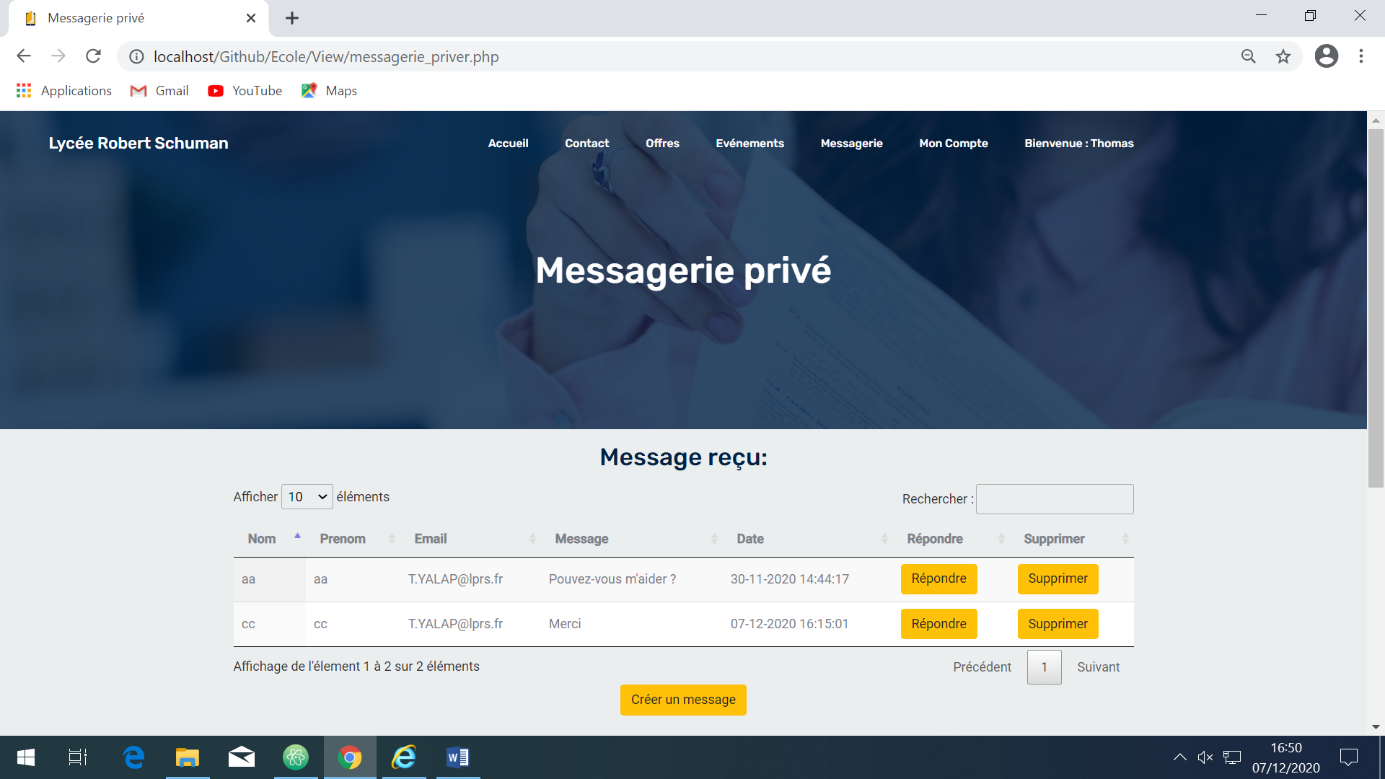 Messagerie privé
localhost/Github/Ecole/View/messagerie_priver.php
Applications Gmail YouTube Maps
Lycée Robert Schuman Accueil Contact Offres Evénements Messagerie Mon Compte Bienvenue : Thomas
Messagerie privé
Message reçu:
Afficher 10 éléments Rechercher :
Nom Prenom Email Message Date Répondre Supprimer
aa aa T.YALAP@lprs.fr Pouvez-vous m'aider ? 30-11-2020 14:44:17 Répondre Supprimer
cc cc T.YALAP@lprs.fr Merci 07-12-2020 16:15:01 Répondre Supprimer
Affichage de l'élement 1 à 2 sur 2 éléments Précédent 1 Suivant
Créer un message
16:50
07/12/2020